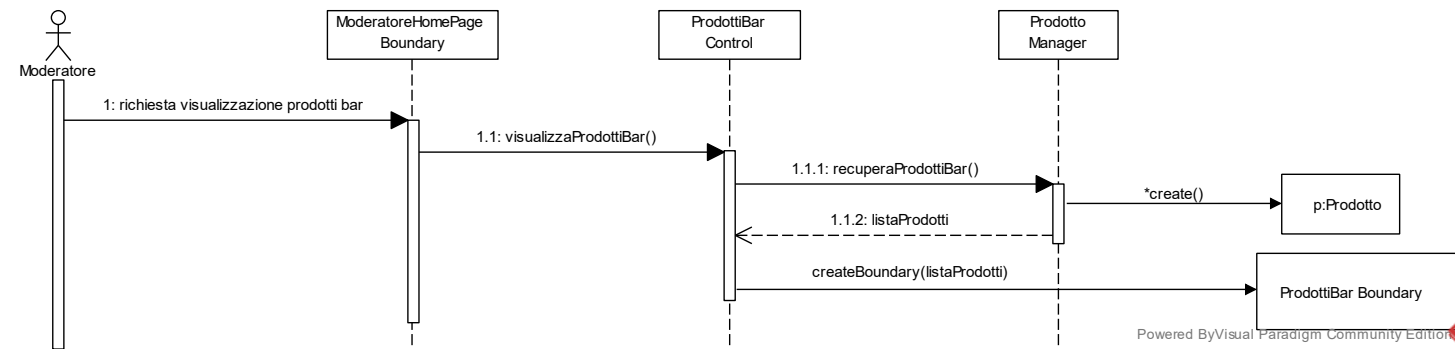 ModeratoreHomePage
Boundary
ProdottiBar
Control
Prodotto
Manager
Moderatore
1: richiesta visualizzazione prodotti bar
1.1: visualizzaProdottiBar()
1.1.1: recuperaProdottiBar()
*create()
p:Prodotto
1.1.2: listaProdotti
createBoundary(listaProdotti)
ProdottiBar Boundary
Powered ByVisual Paradigm Community Edition